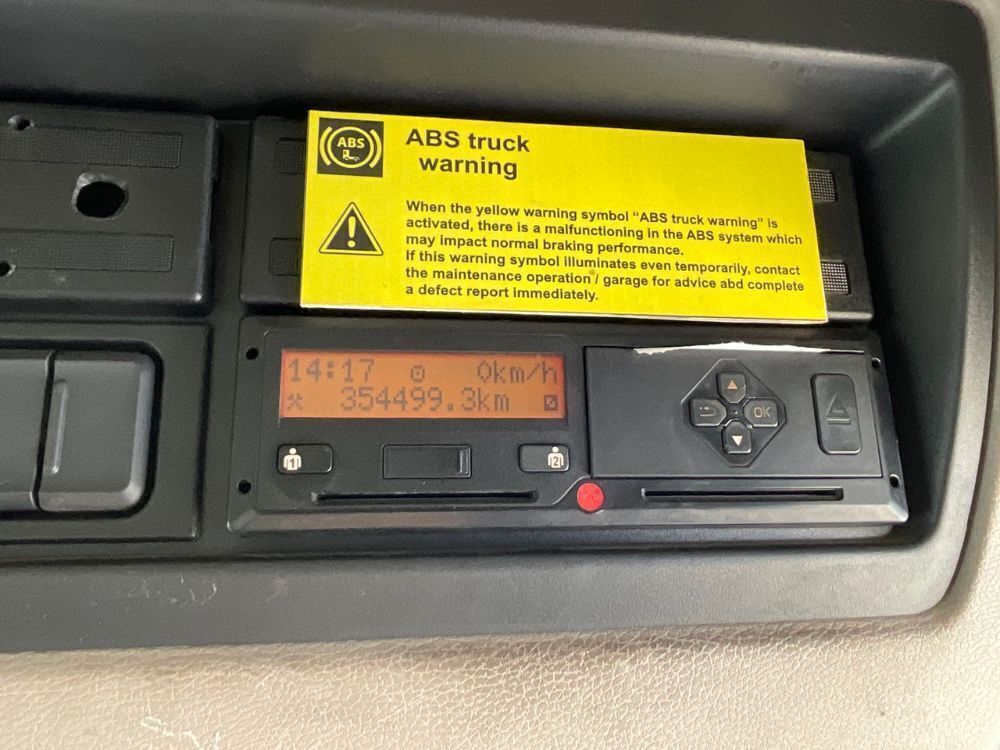 ABS
ABS truck
warning
When the yellow warning symbol “ABS truck warning” is
activated, there is a malfunctioning in the ABS system which
may impact normal braking performance.
If this warning symbol illuminates even temporarily, contact
the maintenance operation / garage for advice abd complete
a defect report immediately.
14:17 0km/h
354499.3km
1
2
OK